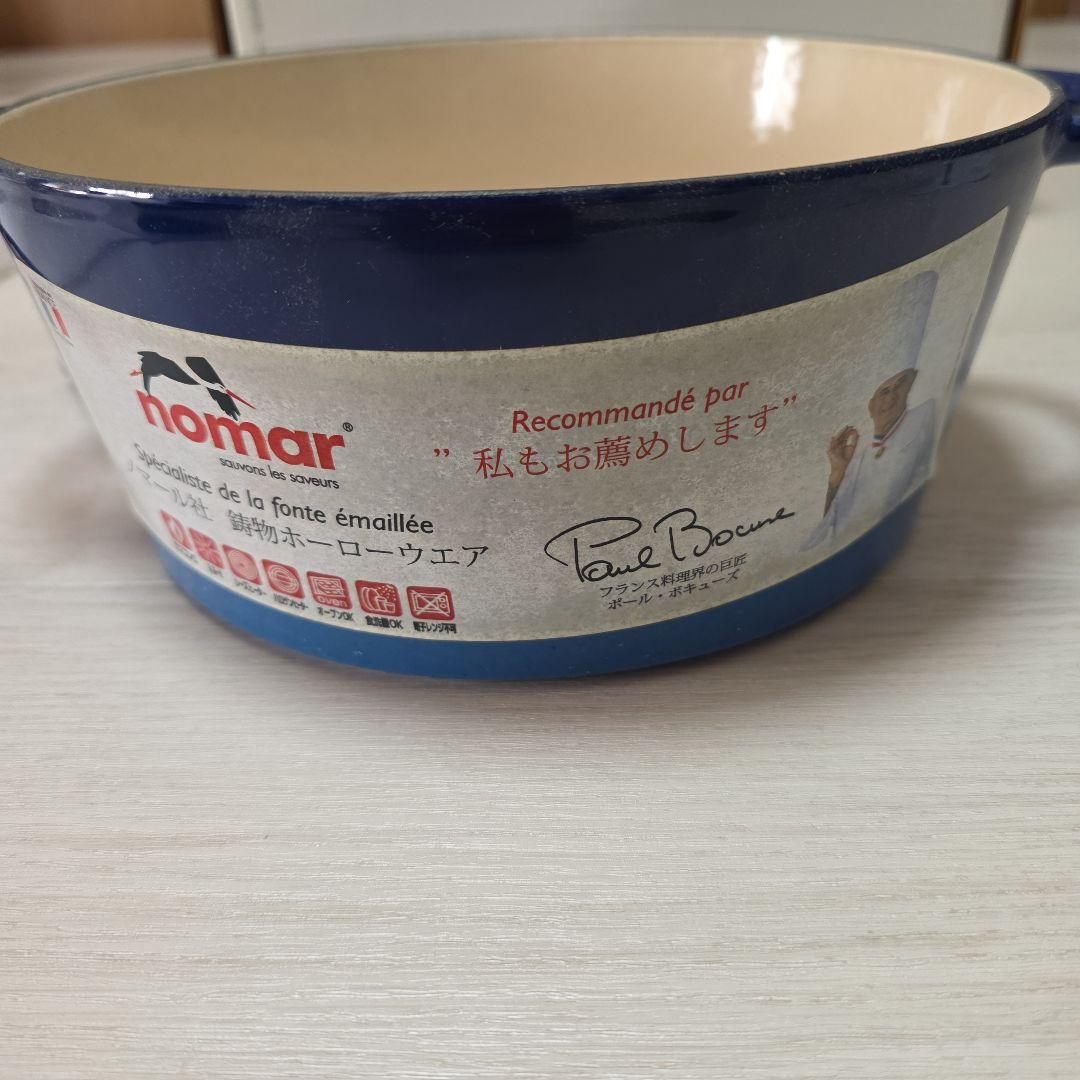 nomar®
sauvons les saveurs
Spécialiste de la fonte émaillée
ノマール社 鋳物ホーローウエア
oven
オーブンOK
食洗機OK
電子レンジ不可
Recommandé par
” 私もお薦めします”
Paul Bocuse
フランス料理界の巨匠
ポール・ボキューズ